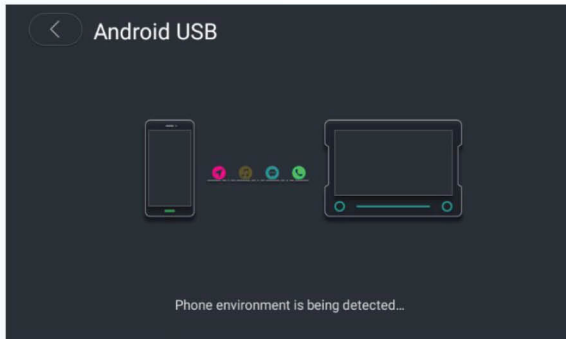 Android USB
Phone environment is being detected...